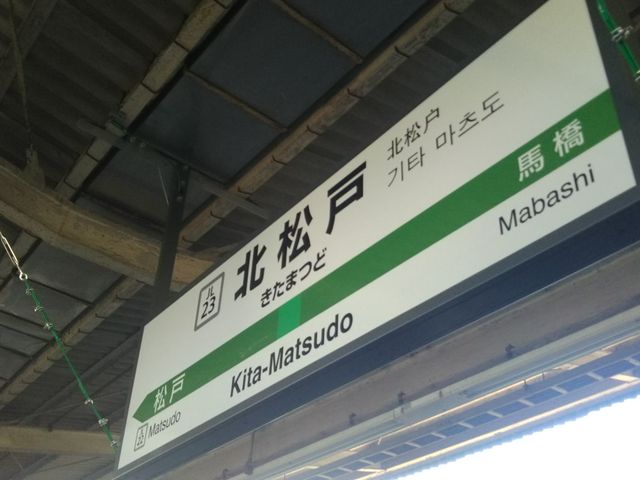 JL
23
北松戸
きたまつど
北松户
기타 마츠도
松戸
馬橋
JL
22
Matsudo
Kita-Matsudo
Mabashi